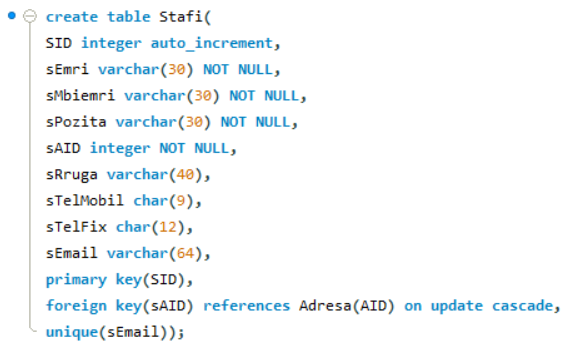 create table Stafi(
SID integer auto_increment,
sEmri varchar(30) NOT NULL,
sMbiemri varchar(30) NOT NULL,
sPozita varchar(30) NOT NULL,
sAID integer NOT NULL,
sRruga varchar(40),
sTelMobil char(9),
sTelFix char(12),
sEmail varchar(64),
primary key(SID),
foreign key(sAID) references Adresa(AID) on update cascade,
unique(sEmail));